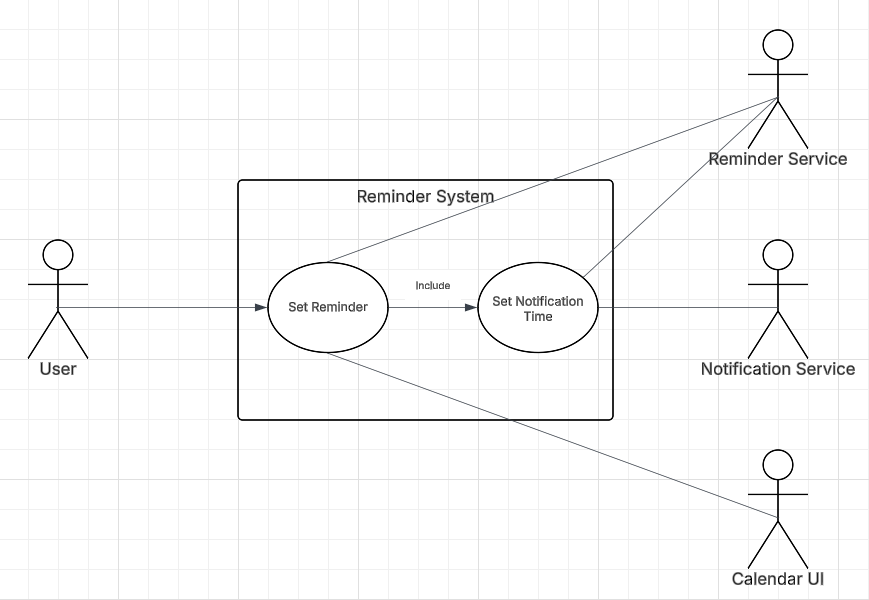 Reminder Service
Reminder System
Include
Set Reminder
Set Notification
Time
User
Notification Service
Calendar UI